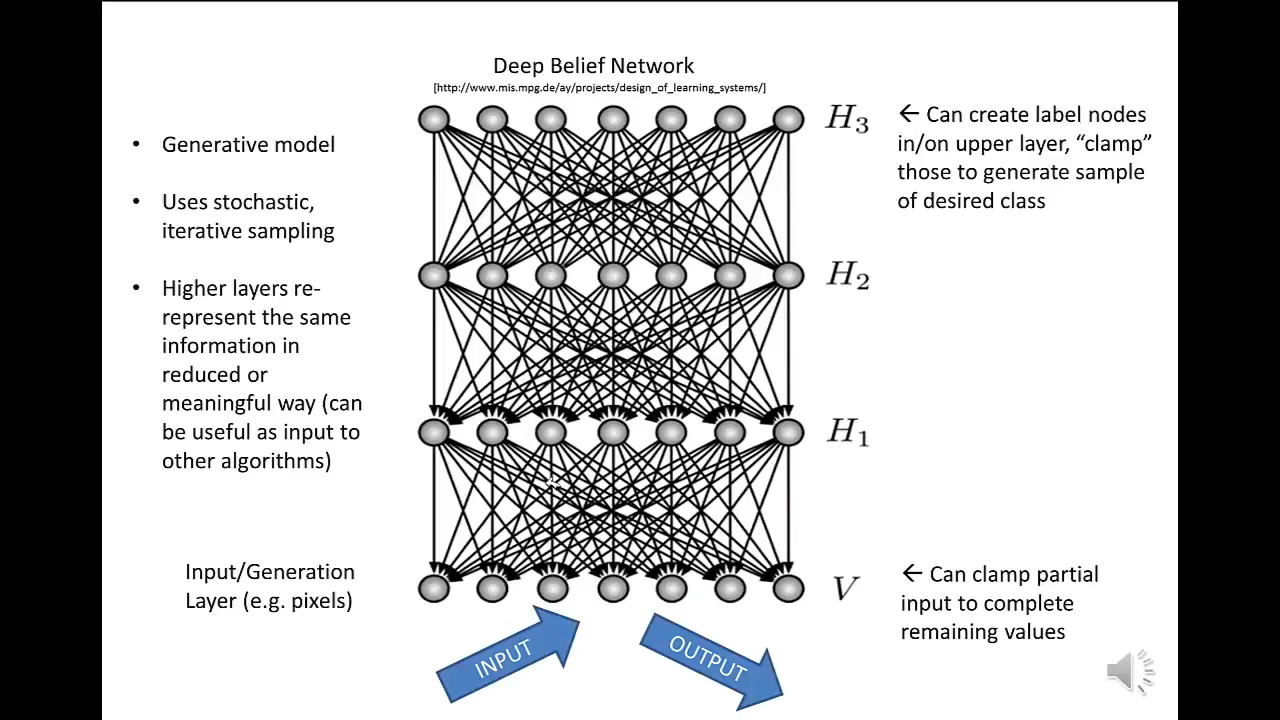 Deep Belief Network
[http://www.mis.mpg.de/ay/projects/design_of_learning_systems/]
• Generative model
• Uses stochastic,
iterative sampling
• Higher layers re-
represent the same
information in
reduced or
meaningful way (can
be useful as input to
other algorithms)
Input/Generation
Layer (e.g. pixels)
H3
H2
H1
V
← Can create label nodes
in/on upper layer, “clamp”
those to generate sample
of desired class
← Can clamp partial
input to complete
remaining values
INPUT
OUTPUT